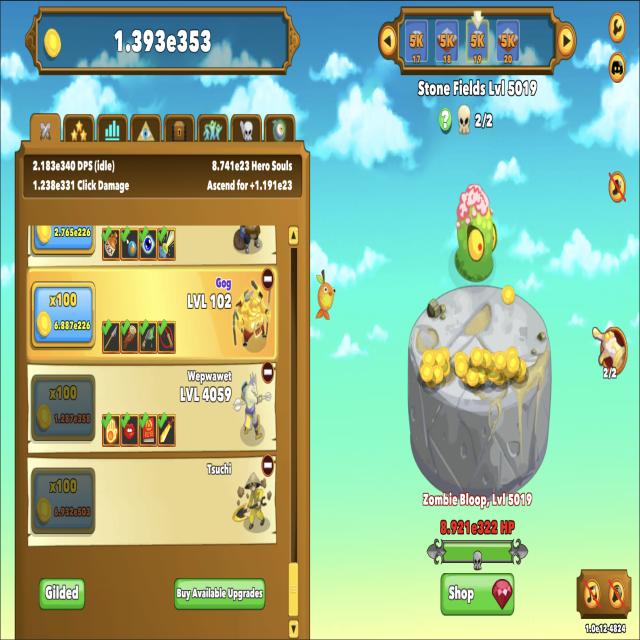 1.393e353
5K 5K 5K 5K
17 18 19 20
Stone Fields Lvl 5019
2/2
2.183e340 DPS (idle)
8.741e23 Hero Souls
1.238e331 Click Damage
Ascend for +1.191e23
2.765e226
Gog
x100
LVL 102
6.887e226
Wepwawet
x100
LVL 4059
Tsuchi
x100
2/2
Zombie Bloop, Lvl 5019
8.921e322 HP
Gilded
Buy Available Upgrades
Shop
1.0e12-4824